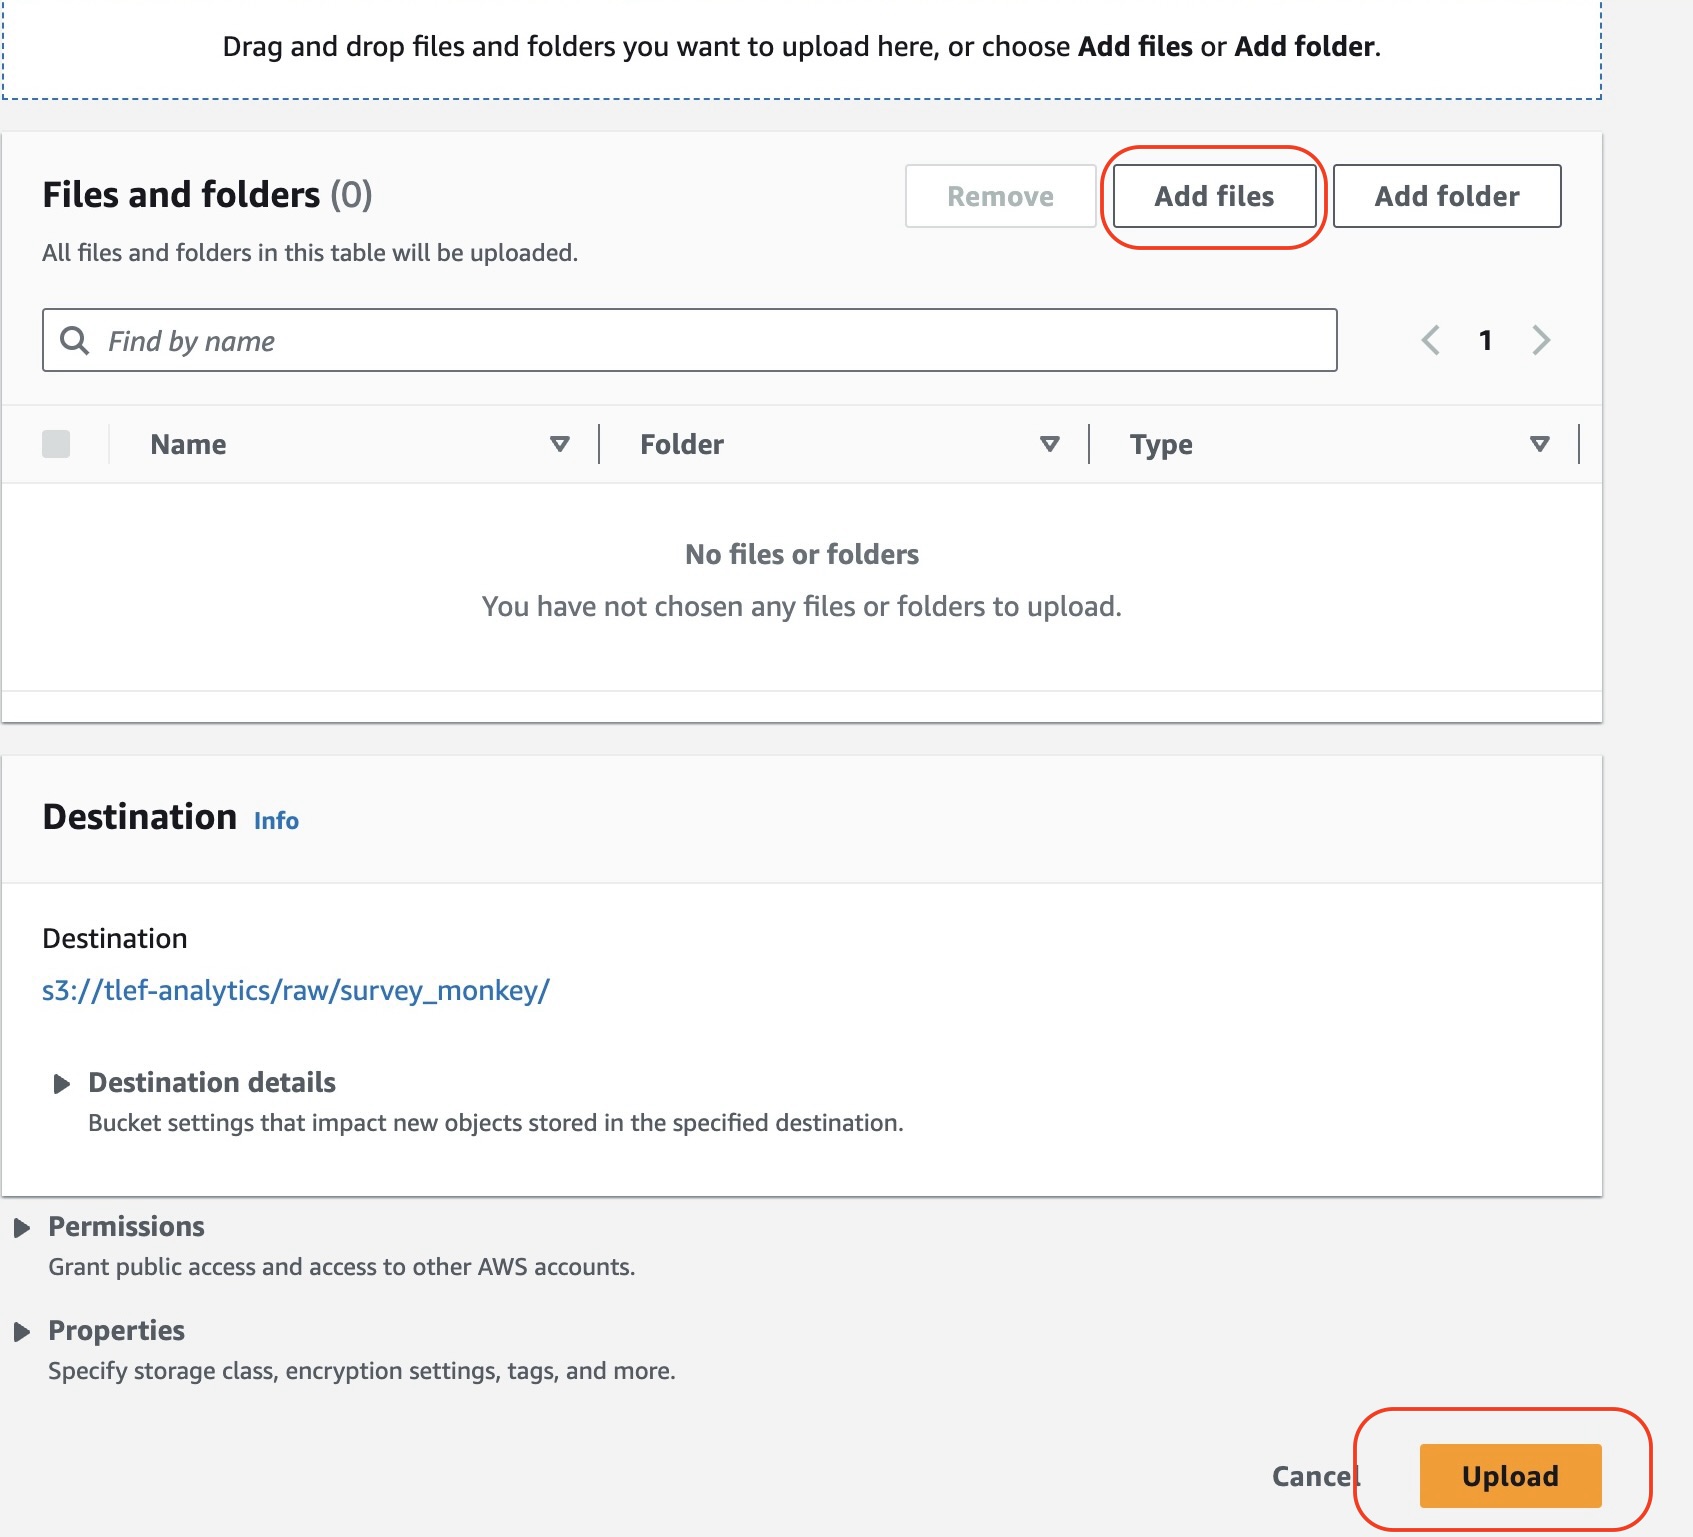 Drag and drop files and folders you want to upload here, or choose Add files or Add folder.
Files and folders (0)
Remove
Add files
Add folder
All files and folders in this table will be uploaded.
Find by name
1
Name
Folder
Type
No files or folders
You have not chosen any files or folders to upload.
Destination Info
Destination
s3://tlef-analytics/raw/survey_monkey/
Destination details
Bucket settings that impact new objects stored in the specified destination.
Permissions
Grant public access and access to other AWS accounts.
Properties
Specify storage class, encryption settings, tags, and more.
Cancel
Upload